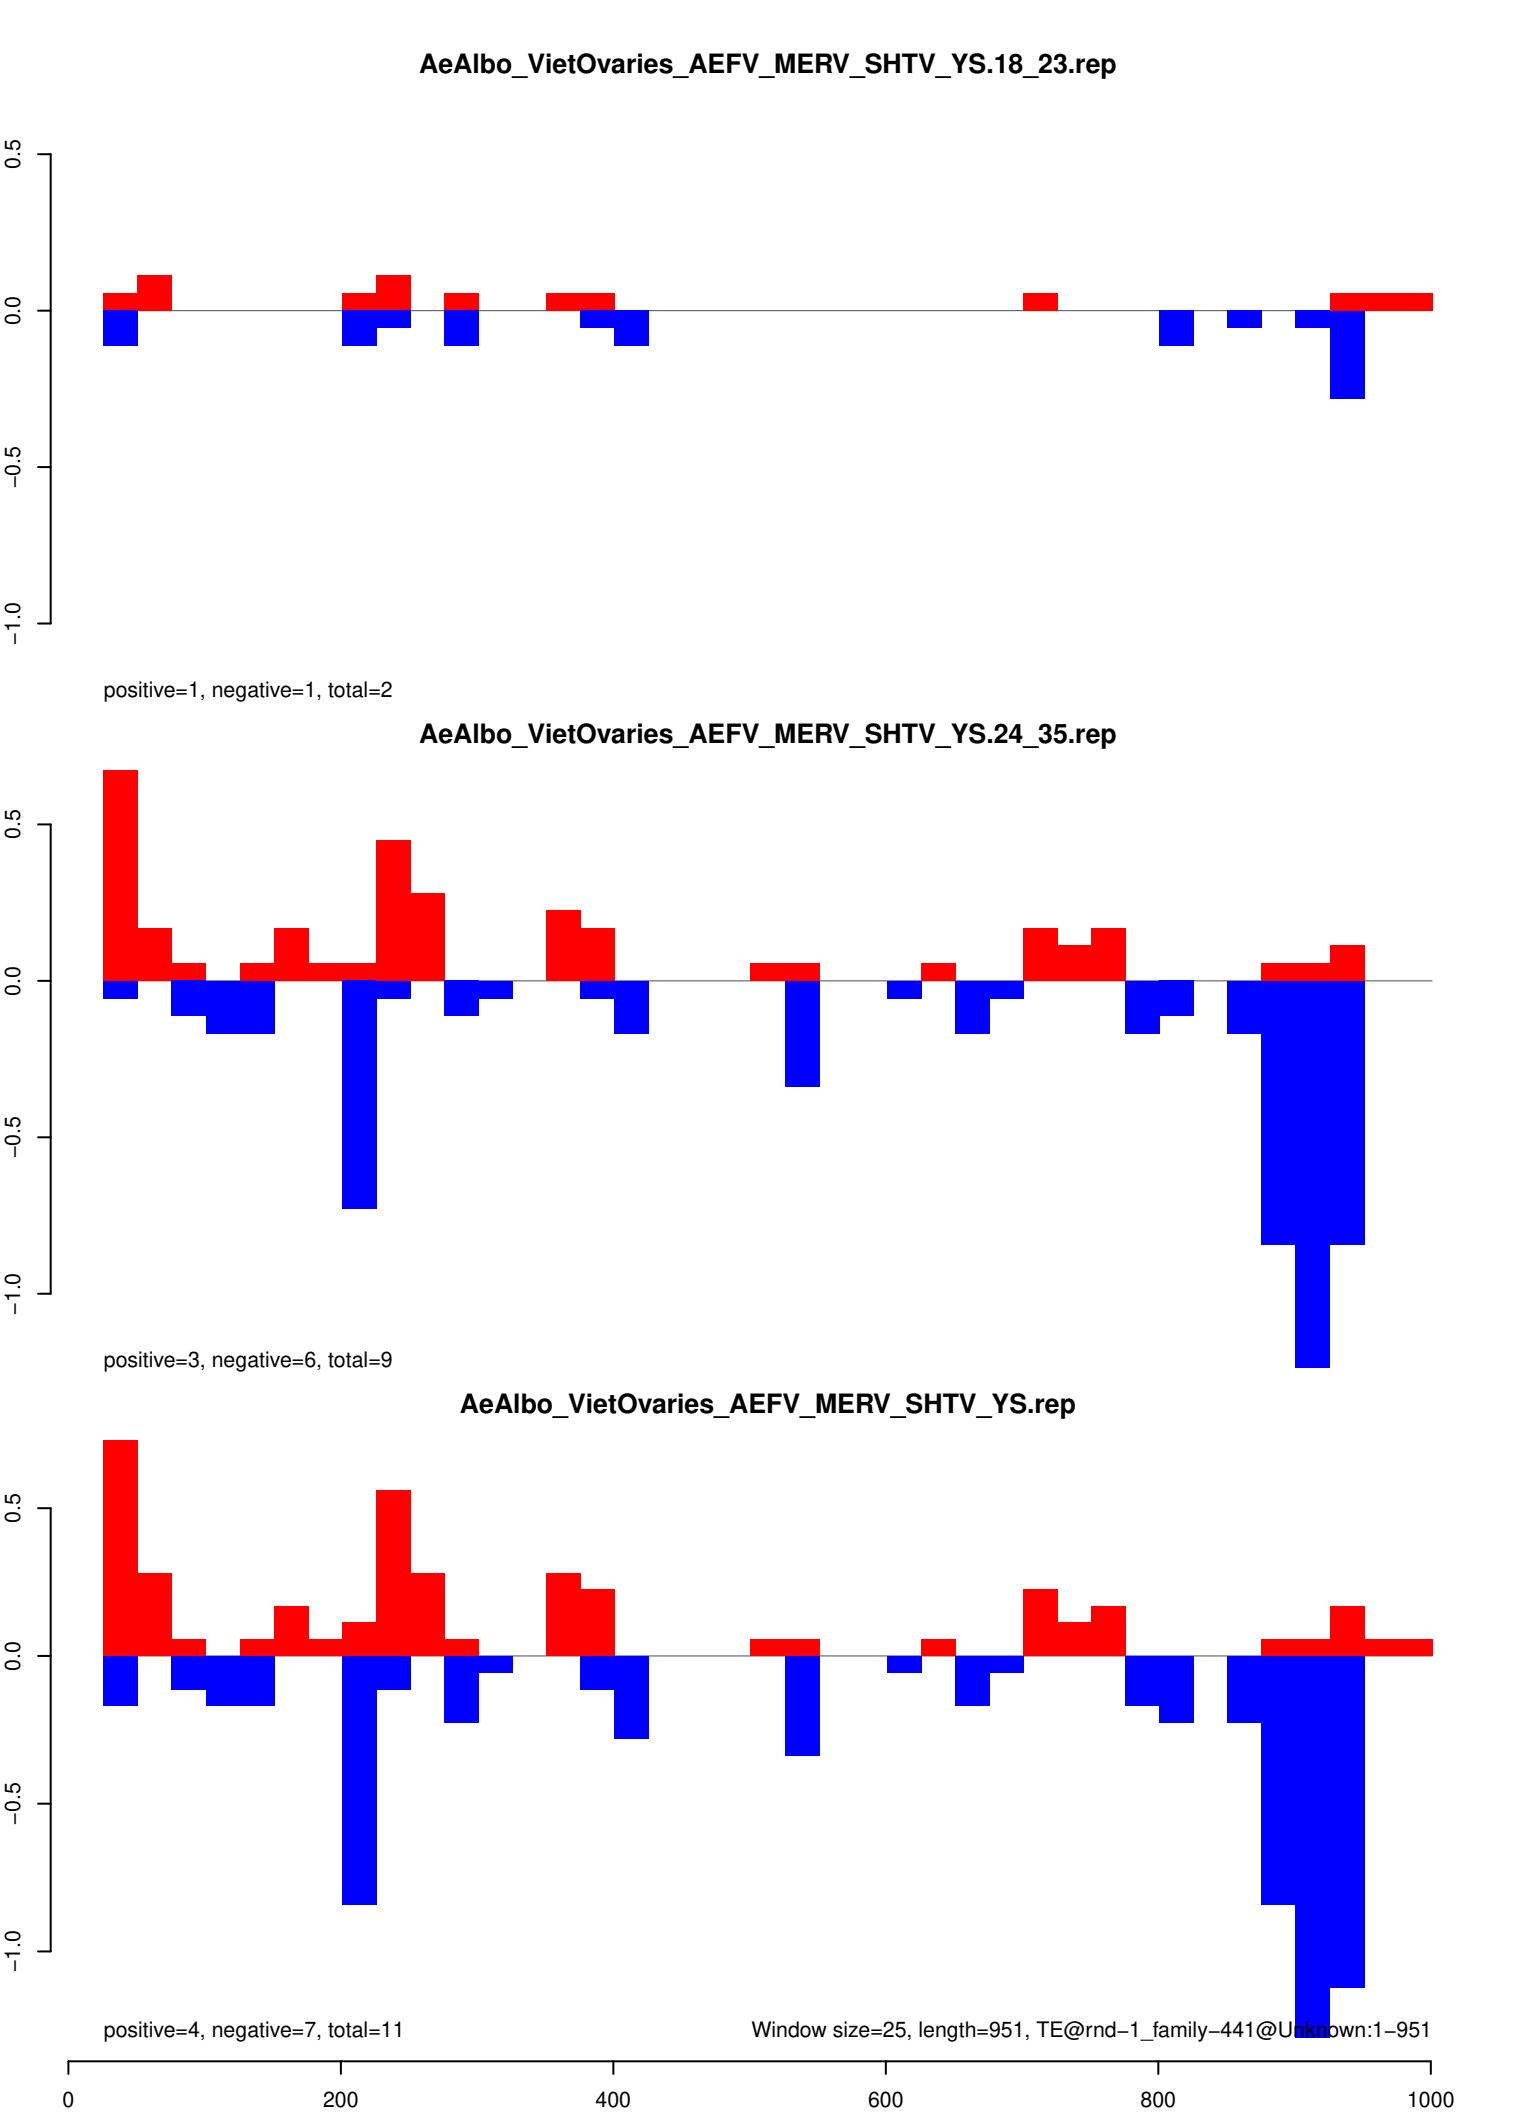 AeAlbo_VietOvaries_AEFV_MERV_SHTV_YS.18_23.rep
0.5
0.0
−0.5
−1.0
positive=1, negative=1, total=2
AeAlbo_VietOvaries_AEFV_MERV_SHTV_YS.24_35.rep
0.5
0.0
−0.5
−1.0
positive=3, negative=6, total=9
AeAlbo_VietOvaries_AEFV_MERV_SHTV_YS.rep
0.5
0.0
−0.5
−1.0
positive=4, negative=7, total=11
Window size=25, length=951, TE@rnd−1_family−441@Unknown:1−951
0 200 400 600 800 1000